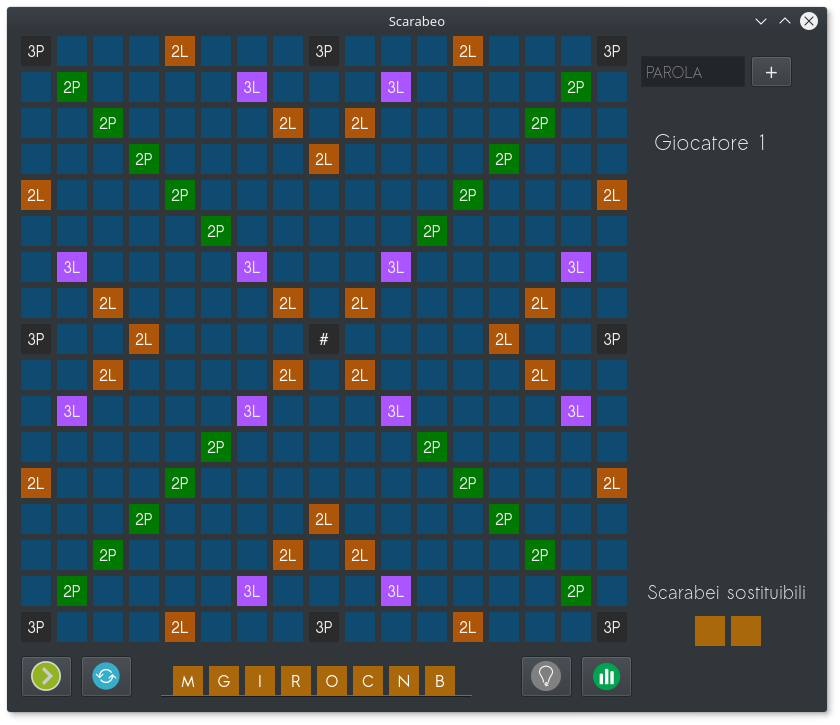 Scarabeo
3P 2L 3P 2L 3P
2P 3L 3L 2P
2P 2L 2L 2P
2P 2L 2P
2L 2P 2P 2L
2P 2P
3L 3L 3L 3L
2L 2L 2L 2L
3P 2L # 2L 3P
2L 2L 2L 2L
3L 3L 3L 3L
2P 2P
2L 2P 2P 2L
2P 2L 2P
2P 2L 2L 2P
2P 3L 3L 2P
3P 2L 3P 2L 3P
M G I R O C N B
PAROLA +
Giocatore 1
Scarabei sostituibili